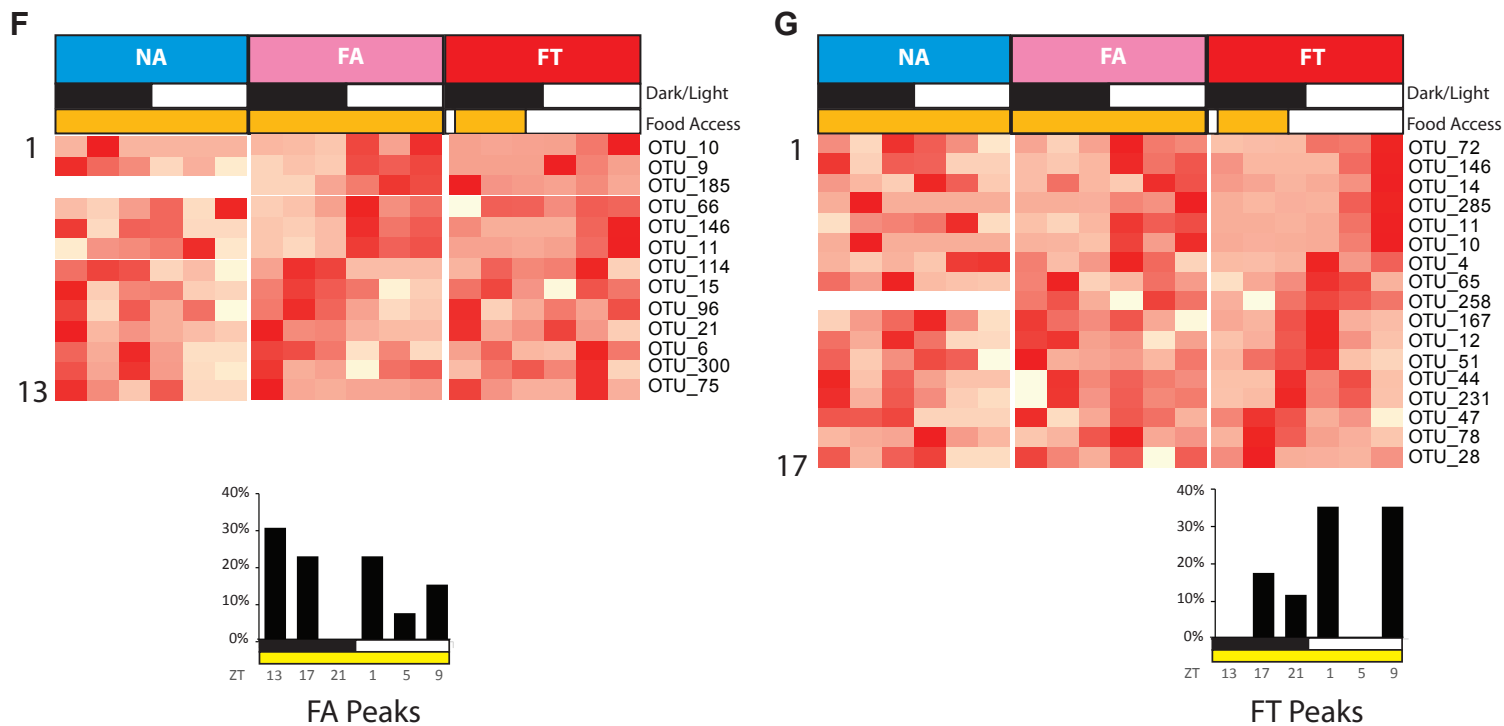 F
NA FA FT
Dark/Light
Food Access
1
OTU_10
OTU_9
OTU_185
OTU_66
OTU_146
OTU_11
OTU_114
OTU_15
OTU_96
OTU_21
OTU_6
OTU_300
13
OTU_75
40%
30%
20%
10%
0%
ZT 13 17 21 1 5 9
FA Peaks
G
NA FA FT
Dark/Light
Food Access
1
OTU_72
OTU_146
OTU_14
OTU_285
OTU_11
OTU_10
OTU_4
OTU_65
OTU_258
OTU_167
OTU_12
OTU_51
OTU_44
OTU_231
OTU_47
OTU_78
17
OTU_28
40%
30%
20%
10%
0%
ZT 13 17 21 1 5 9
FT Peaks